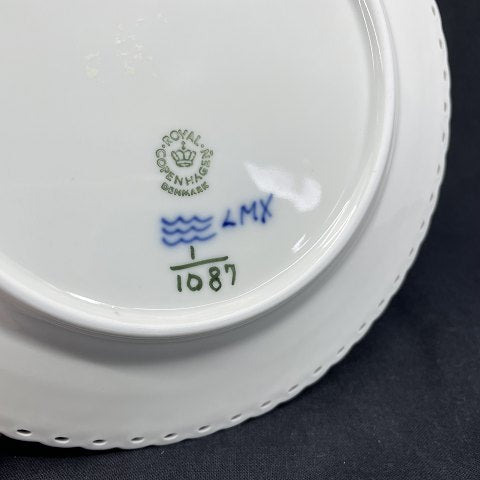 ROYAL
COPENHAGEN
DENMARK
LMX
1
1087